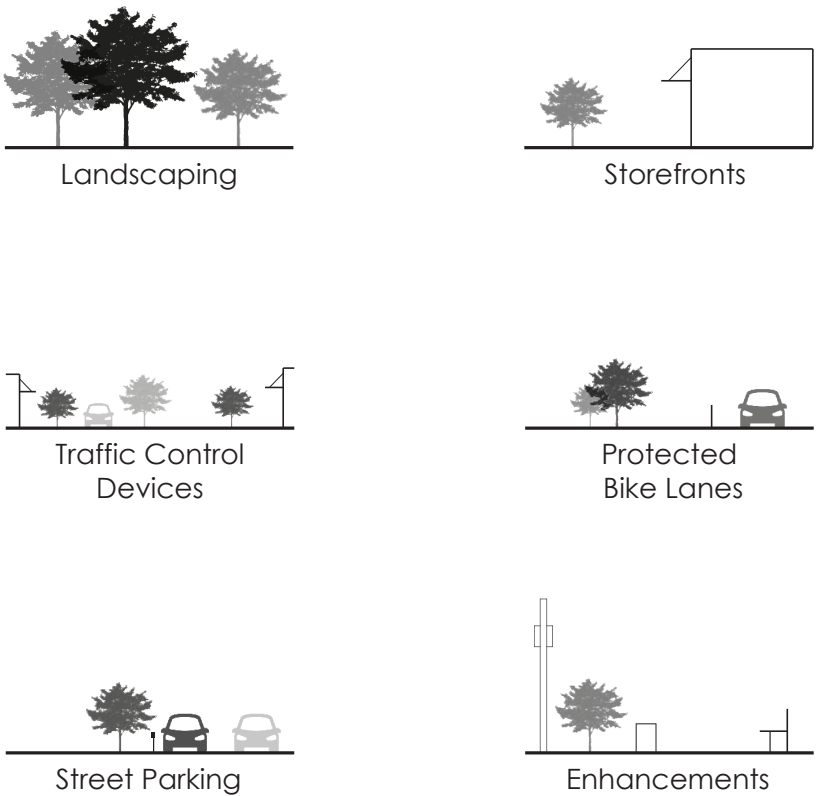 Landscaping
Storefronts
Traffic Control
Devices
Protected
Bike Lanes
Street Parking
Enhancements